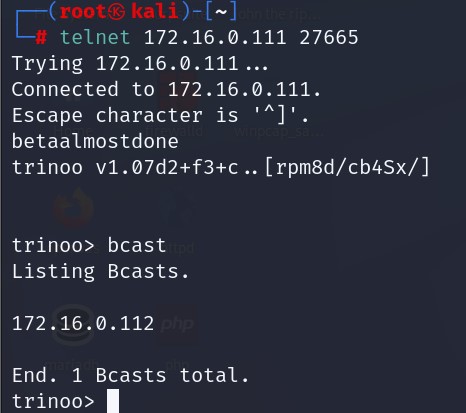 ┌──(root㉿kali)-[~]
└─# telnet 172.16.0.111 27665
Trying 172.16.0.111...
Connected to 172.16.0.111.
Escape character is '^]'.
betaalmostdone
trinoo v1.07d2+f3+c..[rpm8d/cb4Sx/]
trinoo> bcast
Listing Bcasts.
172.16.0.112
End. 1 Bcasts total.
trinoo>